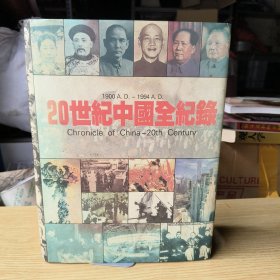 1900 A. D. - 1994 A. D.
20世紀中國全紀錄
Chronicle of China-20th Century